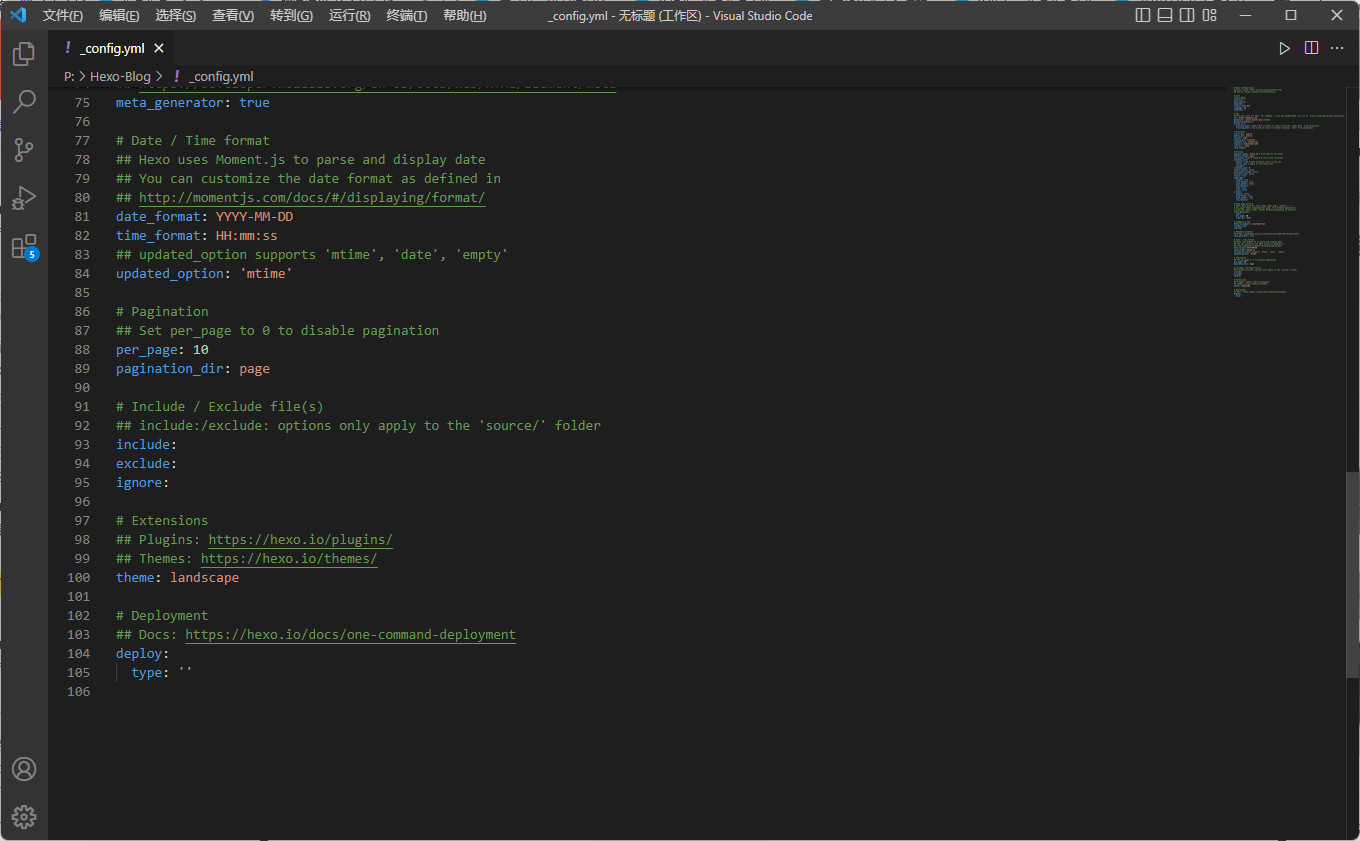 文件(F) 编辑(E) 选择(S) 查看(V) 转到(G) 运行(R) 终端(T) 帮助(H) _config.yml - 无标题 (工作区) - Visual Studio Code
! _config.yml
P: > Hexo-Blog > ! _config.yml
75 meta_generator: true
76
77 # Date / Time format
78 ## Hexo uses Moment.js to parse and display date
79 ## You can customize the date format as defined in
80 ## http://momentjs.com/docs/#/displaying/format/
81 date_format: YYYY-MM-DD
82 time_format: HH:mm:ss
83 ## updated_option supports 'mtime', 'date', 'empty'
84 updated_option: 'mtime'
85
86 # Pagination
87 ## Set per_page to 0 to disable pagination
88 per_page: 10
89 pagination_dir: page
90
91 # Include / Exclude file(s)
92 ## include:/exclude: options only apply to the 'source/' folder
93 include:
94 exclude:
95 ignore:
96
97 # Extensions
98 ## Plugins: https://hexo.io/plugins/
99 ## Themes: https://hexo.io/themes/
100 theme: landscape
101
102 # Deployment
103 ## Docs: https://hexo.io/docs/one-command-deployment
104 deploy:
105 type: ''
106
5